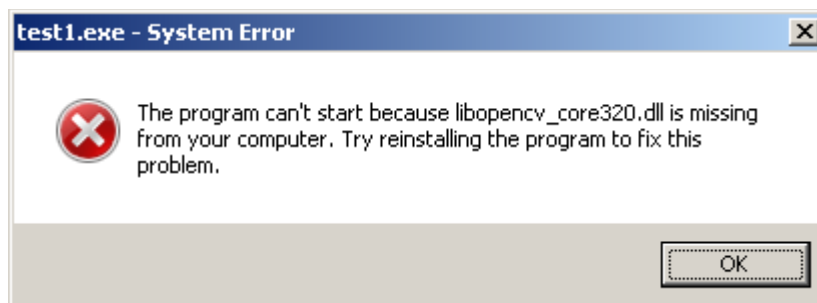 test1.exe - System Error
The program can't start because libopencv_core320.dll is missing
from your computer. Try reinstalling the program to fix this
problem.
OK